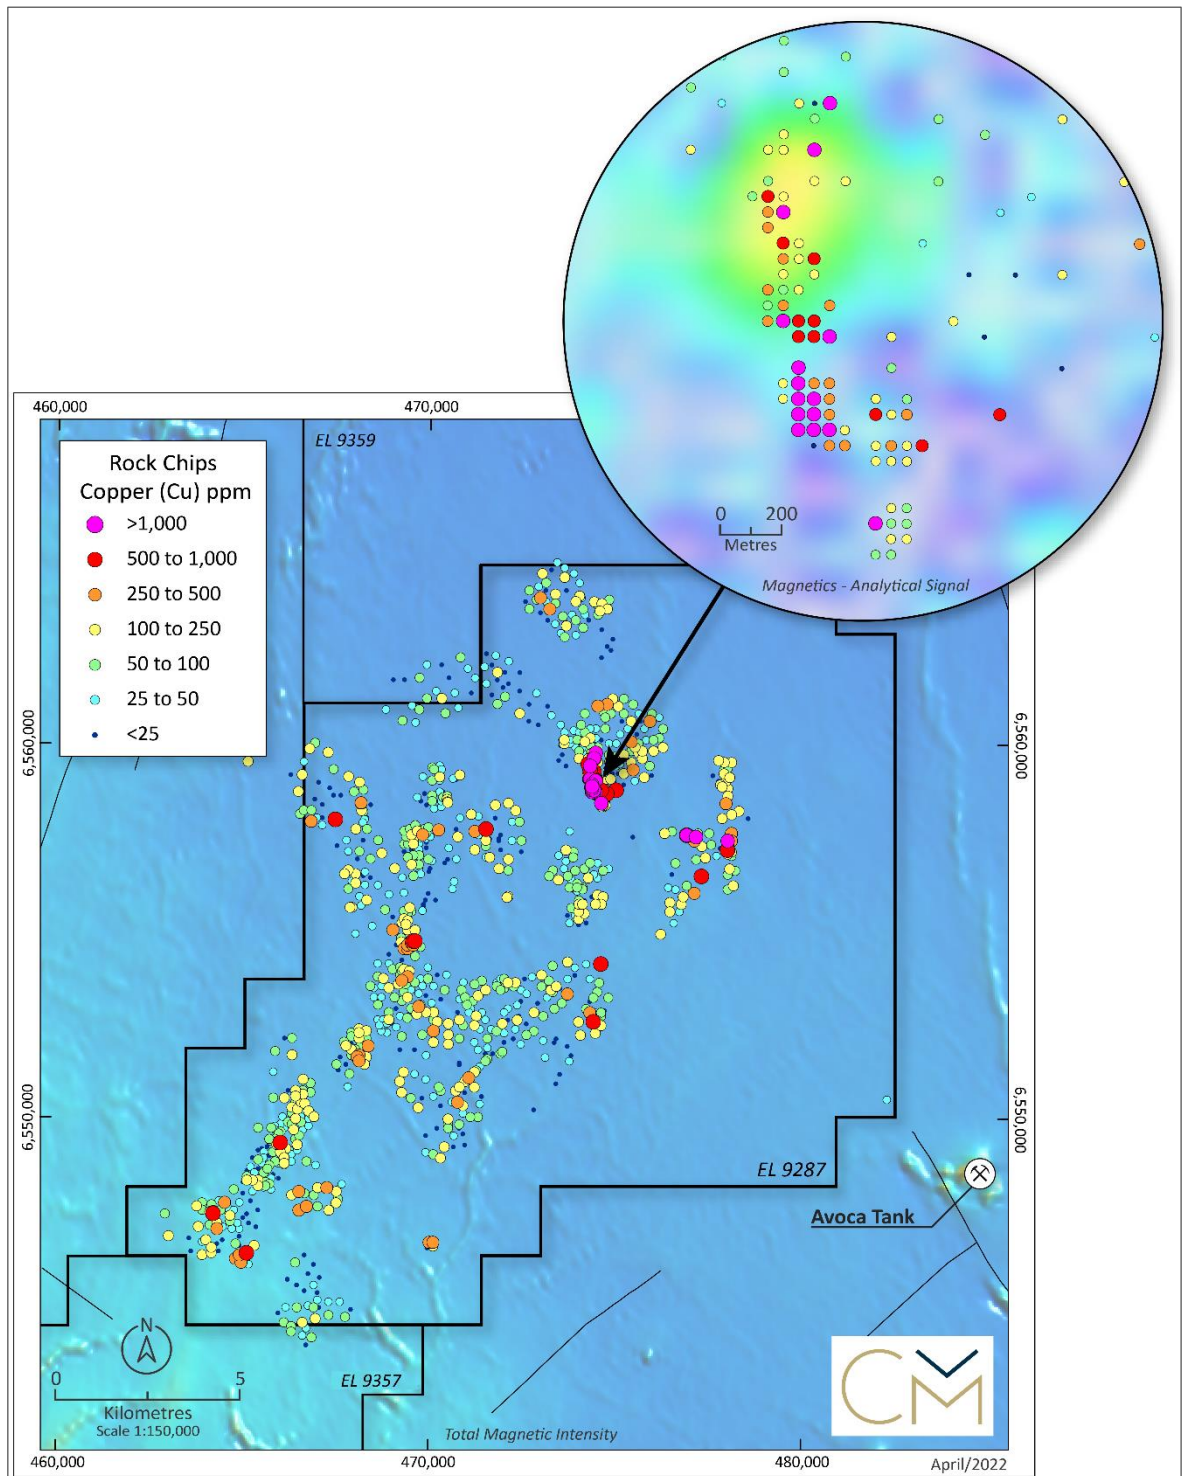 0 200
Metres
Magnetics - Analytical Signal
460,000 470,000
EL 9359
Rock Chips
Copper (Cu) ppm
>1,000
500 to 1,000
250 to 500
100 to 250
50 to 100
25 to 50
<25
6,560,000 6,560,000
6,550,000 6,550,000
EL 9287
Avoca Tank
N
0 5
Kilometres
Scale 1:150,000
EL 9357
Total Magnetic Intensity
CM
460,000 470,000 480,000
April/2022